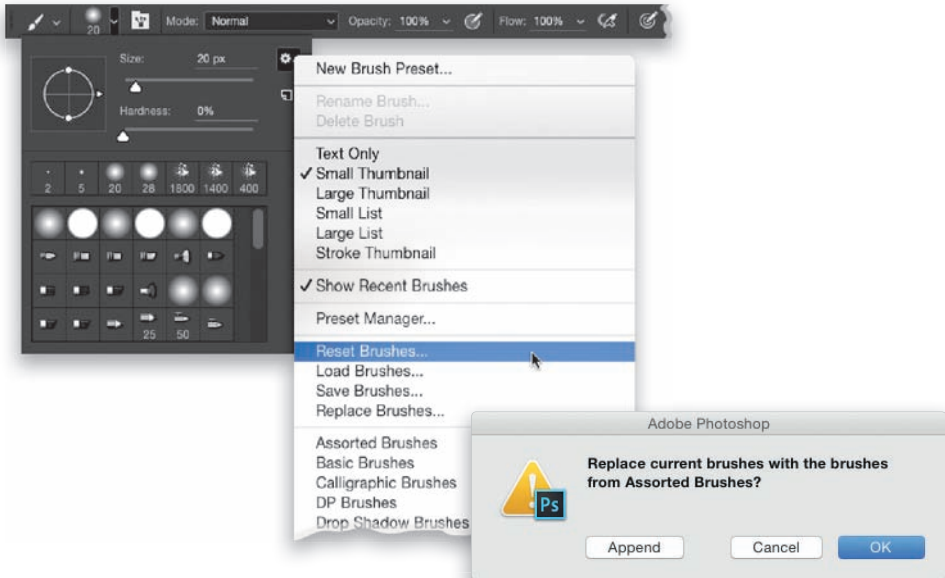 20
Mode: Normal
Opacity: 100%
Flow: 100%
Size: 20 px
Hardness: 0%
2 5 20 28 1800 1400 400
25 50
New Brush Preset...
Rename Brush...
Delete Brush
Text Only
✓ Small Thumbnail
Large Thumbnail
Small List
Large List
Stroke Thumbnail
✓ Show Recent Brushes
Preset Manager...
Reset Brushes...
Load Brushes...
Save Brushes...
Replace Brushes...
Assorted Brushes
Basic Brushes
Calligraphic Brushes
DP Brushes
Drop Shadow Brushes
Adobe Photoshop
Replace current brushes with the brushes
from Assorted Brushes?
Ps
Append Cancel OK